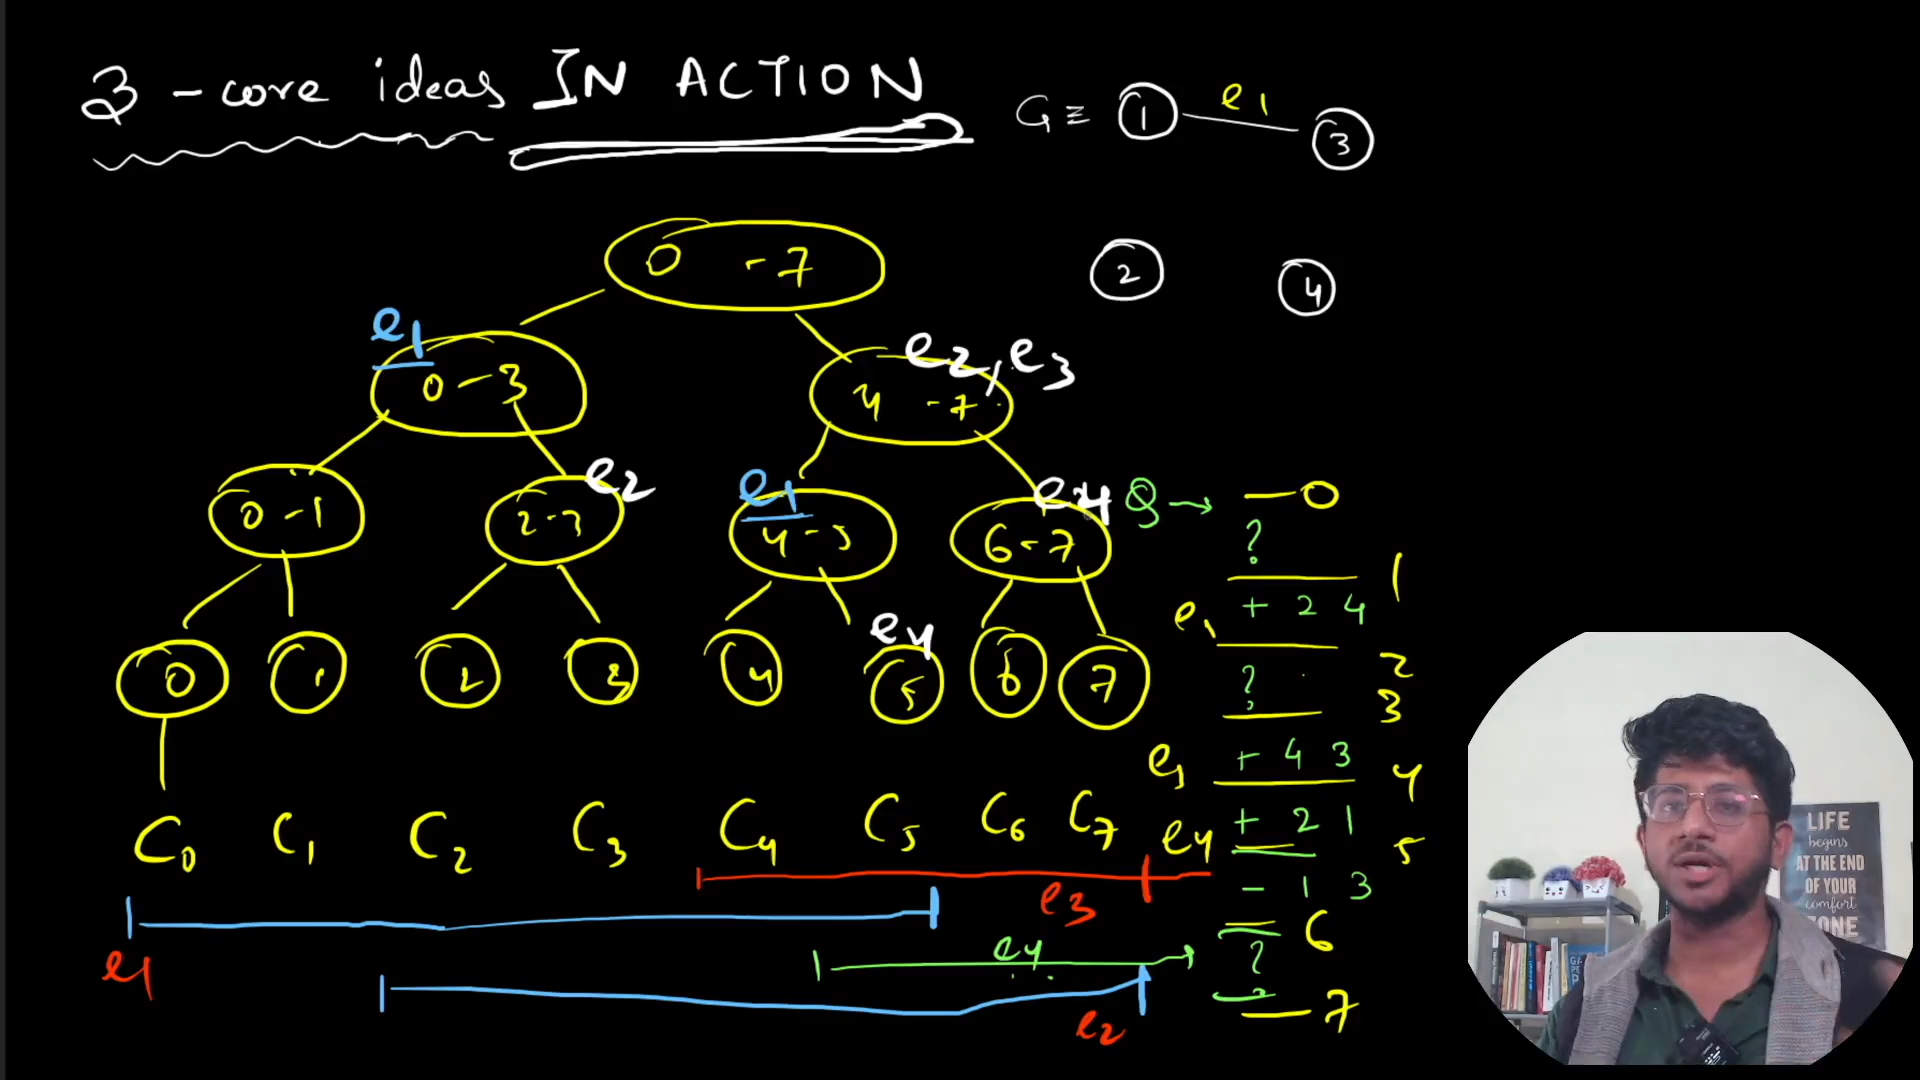 3 - core ideas IN ACTION
G ≡ 1 e1 3
2 4
0 - 7
e1
0 - 3
e2, e3
4 - 7
0 - 1
e2
2 - 3
e1
4 - 5
e4
6 - 7
Q → 0
?
1
e1 + 2 4
2
?
3
+ 4 3
4
e4 + 2 1
5
- 1 3
6
?
7
e4
0 1 2 3 4 5 6 7
C0 C1 C2 C3 C4 C5 C6 C7
e3
e1
e4
e2
LIFE
begins
AT THE END
OF YOUR
comfort
ZONE